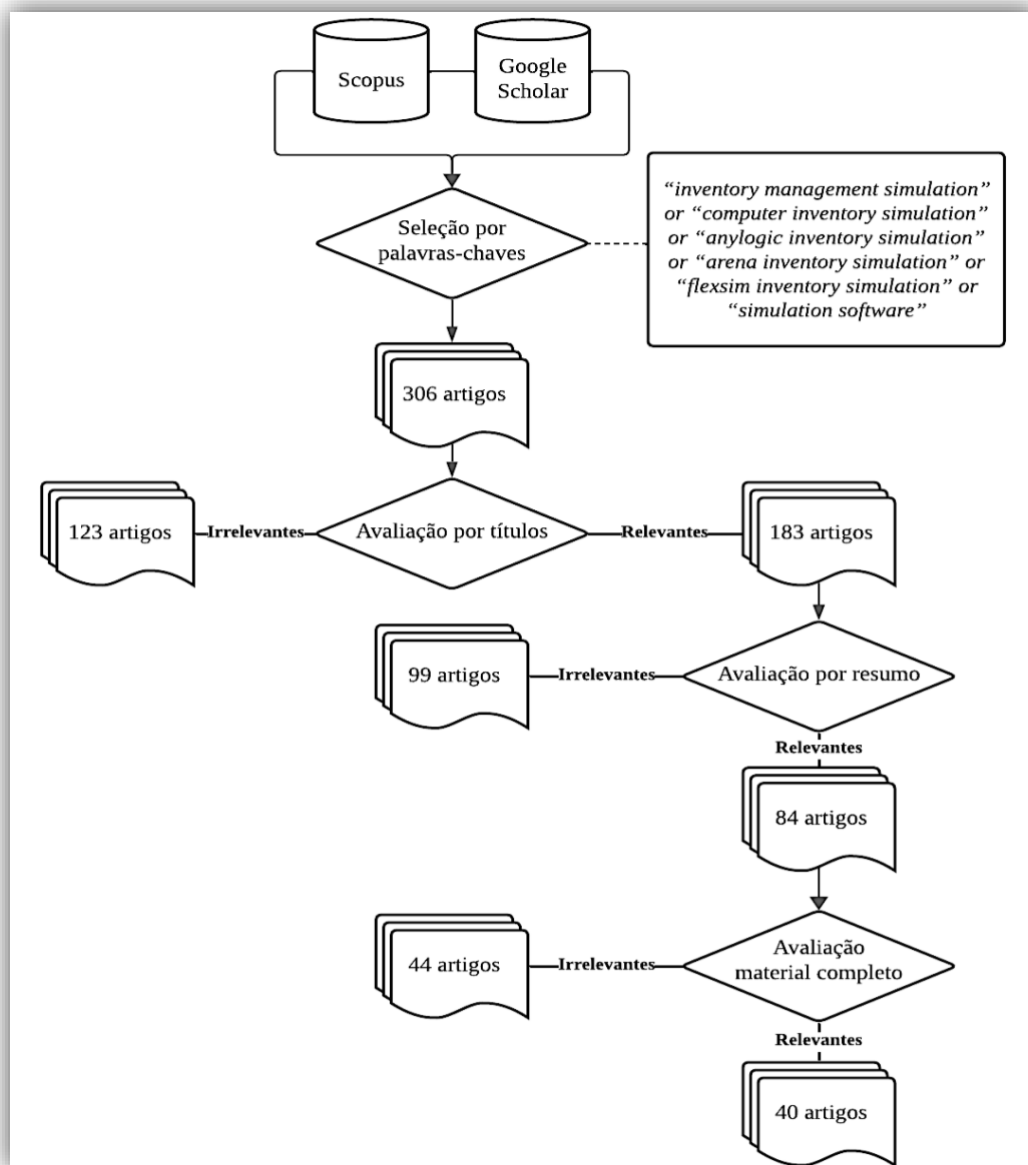 Scopus
Google
Scholar
Seleção por
palavras-chaves
“inventory management simulation”
or “computer inventory simulation”
or “anylogic inventory simulation”
or “arena inventory simulation” or
“flexsim inventory simulation” or
“simulation software”
306 artigos
123 artigos
Irrelevantes
Avaliação por títulos
Relevantes
183 artigos
99 artigos
Irrelevantes
Avaliação por resumo
Relevantes
84 artigos
44 artigos
Irrelevantes
Avaliação
material completo
Relevantes
40 artigos